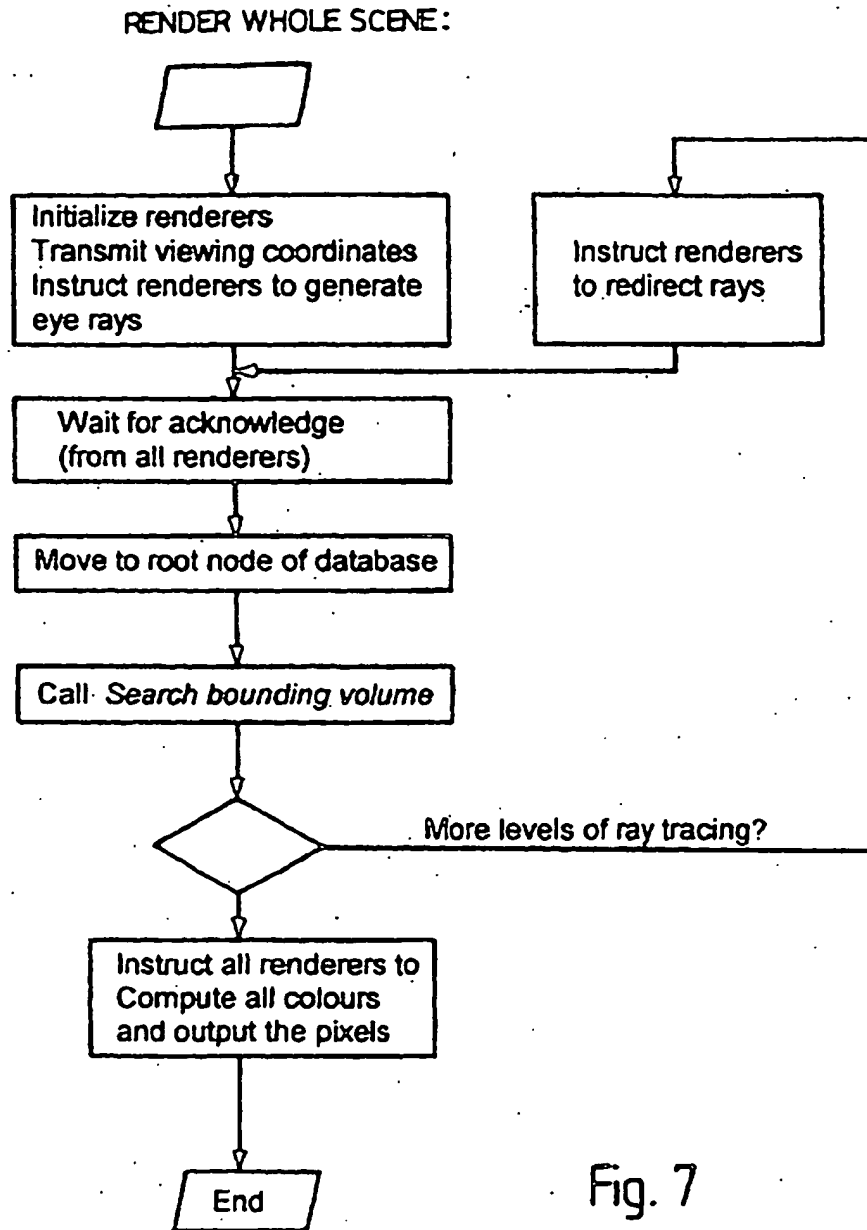 RENDER WHOLE SCENE:
Initialize renderers
Transmit viewing coordinates
Instruct renderers to generate
eye rays
Instruct renderers
to redirect rays
Wait for acknowledge
(from all renderers)
Move to root node of database
Call Search bounding volume
More levels of ray tracing?
Instruct all renderers to
Compute all colours
and output the pixels
End
Fig. 7